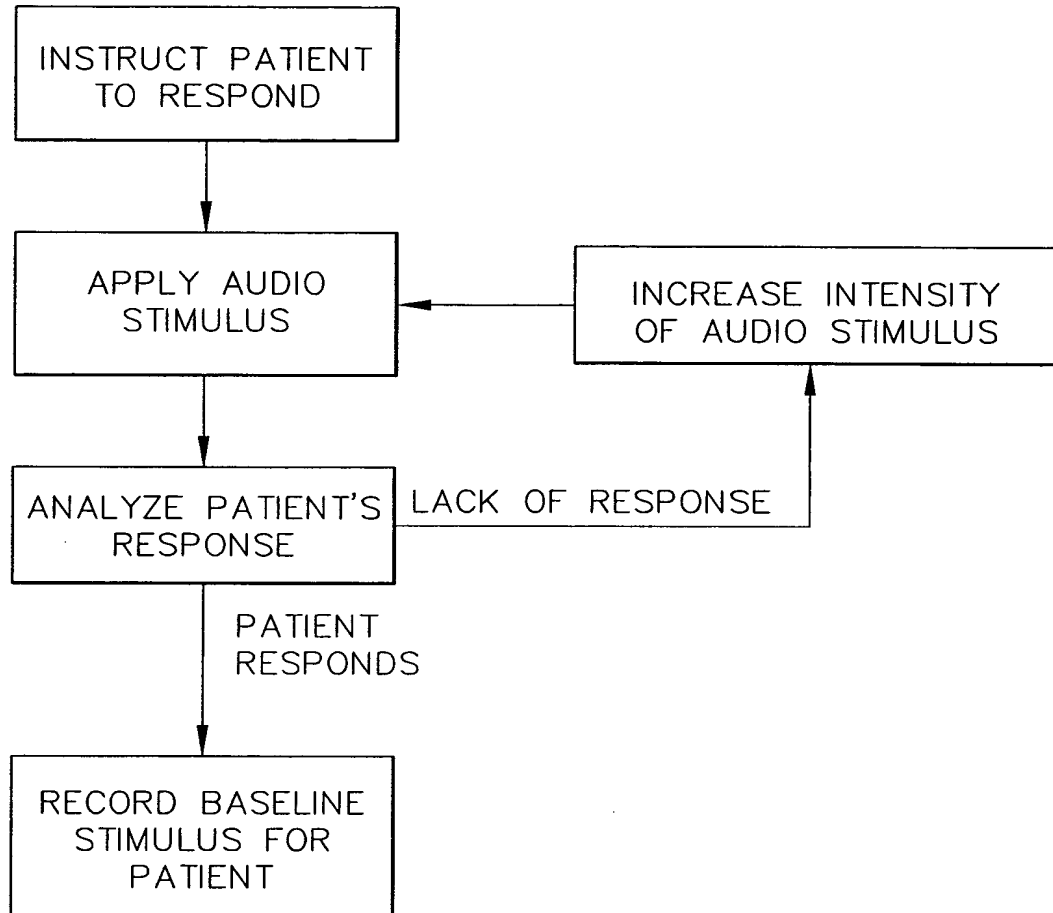 INSTRUCT PATIENT
TO RESPOND
APPLY AUDIO
STIMULUS
INCREASE INTENSITY
OF AUDIO STIMULUS
ANALYZE PATIENT'S
RESPONSE
LACK OF RESPONSE
PATIENT
RESPONDS
RECORD BASELINE
STIMULUS FOR
PATIENT